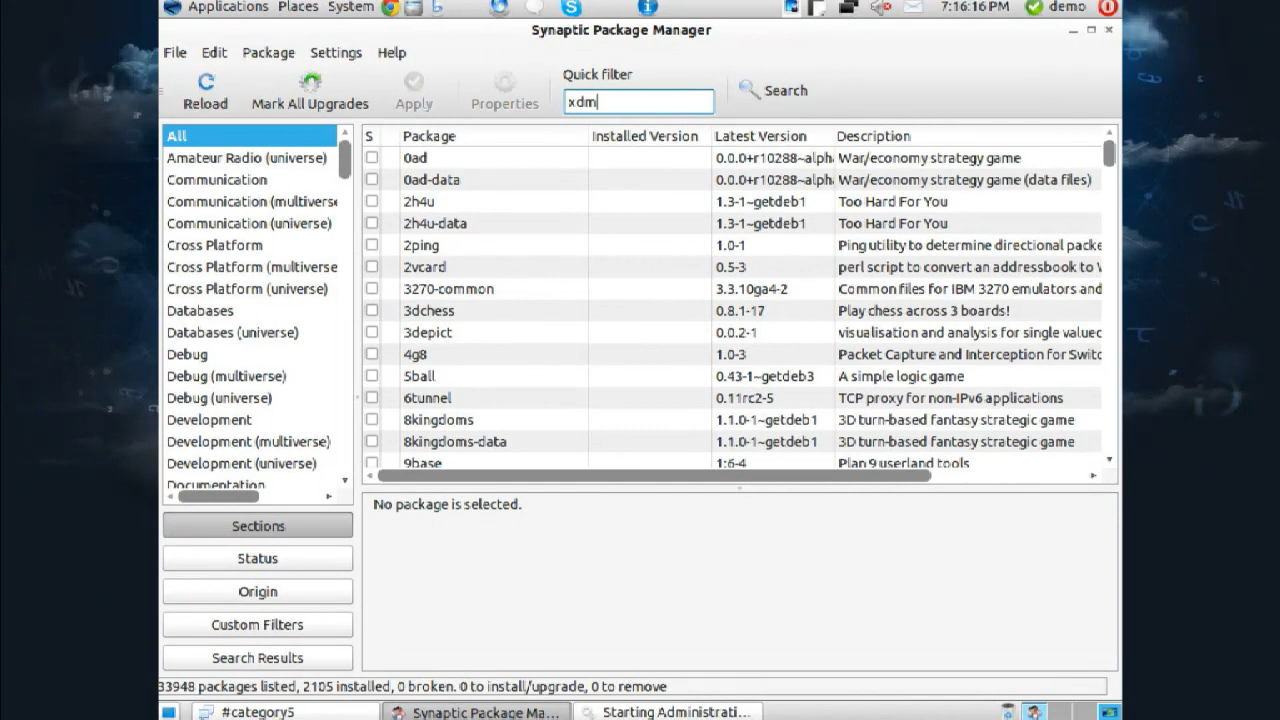 Applications Places System 7:16:16 PM demo
Synaptic Package Manager
File Edit Package Settings Help
Quick filter
Reload Mark All Upgrades Apply Properties xdm Search
All
Amateur Radio (universe)
Communication
Communication (multiverse
Communication (universe)
Cross Platform
Cross Platform (multiverse
Cross Platform (universe)
Databases
Databases (universe)
Debug
Debug (multiverse)
Debug (universe)
Development
Development (multiverse)
Development (universe)
Documentation
S Package Installed Version Latest Version Description
0ad 0.0.0+r10288~alpha War/economy strategy game
0ad-data 0.0.0+r10288~alpha War/economy strategy game (data files)
2h4u 1.3-1~getdeb1 Too Hard For You
2h4u-data 1.3-1~getdeb1 Too Hard For You
2ping 1.0-1 Ping utility to determine directional packe
2vcard 0.5-3 perl script to convert an addressbook to V
3270-common 3.3.10ga4-2 Common files for IBM 3270 emulators and
3dchess 0.8.1-17 Play chess across 3 boards!
3depict 0.0.2-1 visualisation and analysis for single valued
4g8 1.0-3 Packet Capture and Interception for Switc
5ball 0.43-1~getdeb3 A simple logic game
6tunnel 0.11rc2-5 TCP proxy for non-IPv6 applications
8kingdoms 1.1.0-1~getdeb1 3D turn-based fantasy strategic game
8kingdoms-data 1.1.0-1~getdeb1 3D turn-based fantasy strategic game
9base 1:6-4 Plan 9 userland tools
No package is selected.
Sections
Status
Origin
Custom Filters
Search Results
33948 packages listed, 2105 installed, 0 broken. 0 to install/upgrade, 0 to remove
#category5 Synaptic Package Ma... Starting Administrati...